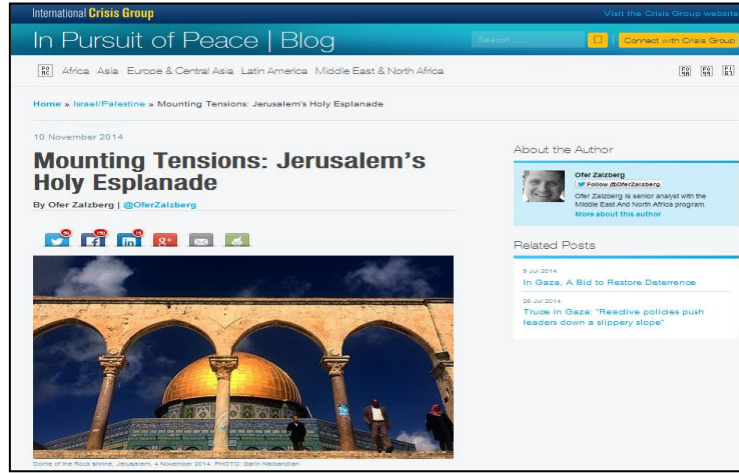 International Crisis Group
Visit the Crisis Group website
In Pursuit of Peace | Blog
Search ...
Connect with Crisis Group
Africa Asia Europe & Central Asia Latin America Middle East & North Africa
Home » Israel/Palestine » Mounting Tensions: Jerusalem's Holy Esplanade
10 November 2014
Mounting Tensions: Jerusalem's
Holy Esplanade
By Ofer Zalzberg | @OferZalzberg
About the Author
Ofer Zalzberg
Follow @OferZalzberg
Ofer Zalzberg is senior analyst with the
Middle East And North Africa program.
More about this author
Related Posts
9 Jul 2014
In Gaza, A Bid to Restore Deterrence
26 Jul 2014
Truce in Gaza: "Reactive policies push
leaders down a slippery slope"
Dome of the Rock shrine, Jerusalem, 4 November 2014. PHOTO: Garin Nalbandian